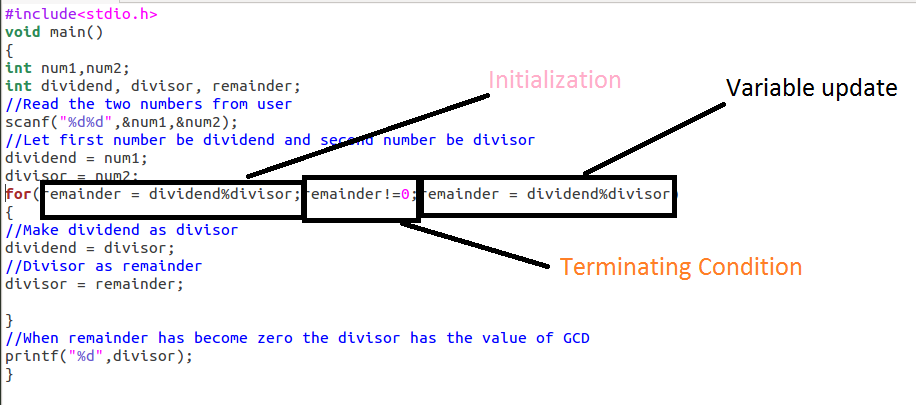 #include<stdio.h>
void main()
{
int num1,num2;
int dividend, divisor, remainder;
Initialization
Variable update
//Read the two numbers from user
scanf("%d%d",&num1,&num2);
//Let first number be dividend and second number be divisor
dividend = num1;
divisor = num2;
for(remainder = dividend%divisor;remainder!=0;remainder = dividend%divisor)
{
//Make dividend as divisor
dividend = divisor;
Terminating Condition
//Divisor as remainder
divisor = remainder;
}
//When remainder has become zero the divisor has the value of GCD
printf("%d",divisor);
}